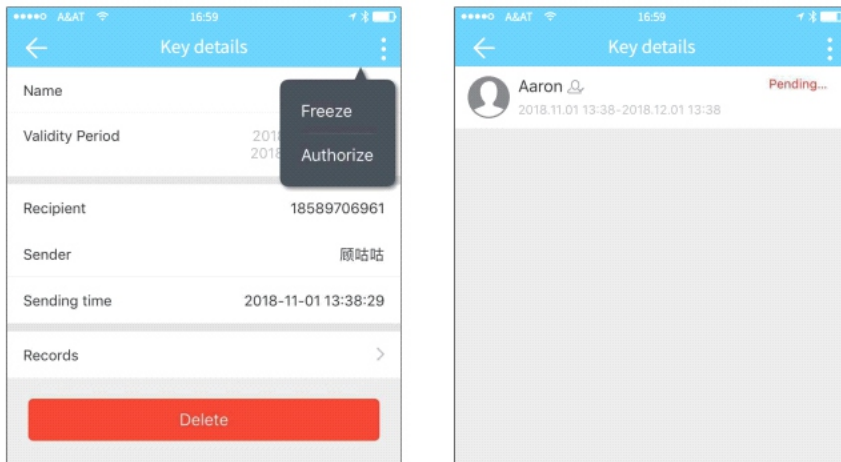 A&AT 16:59
Key details
Name
Freeze
Validity Period
Authorize
Recipient 18589706961
Sender 顾咕咕
Sending time 2018-11-01 13:38:29
Records
Delete
A&AT 16:59
Key details
Aaron Pending...
2018.11.01 13:38-2018.12.01 13:38